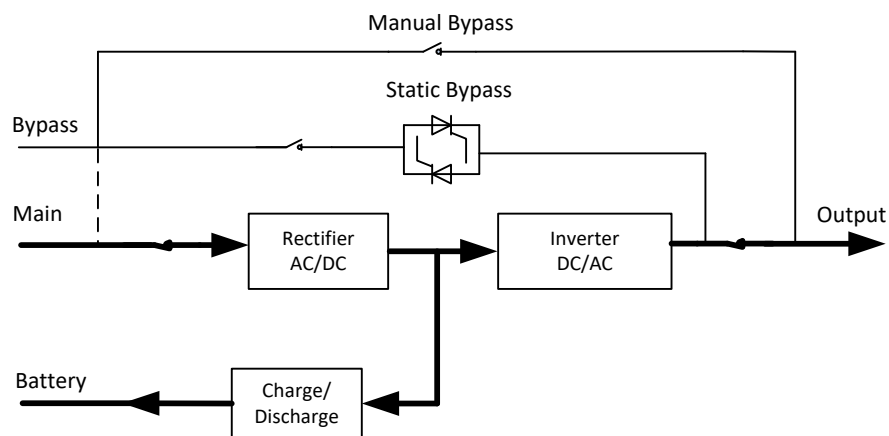 Manual Bypass
Static Bypass
Bypass
Main
Rectifier
AC/DC
Inverter
DC/AC
Output
Battery
Charge/
Discharge